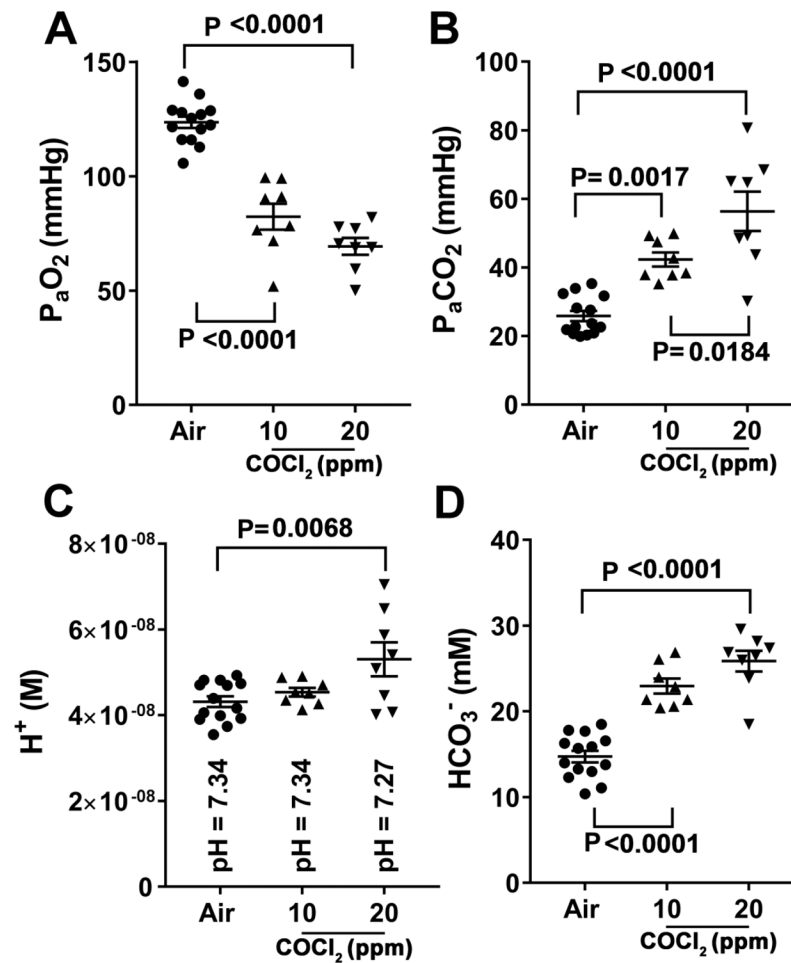 A
P <0.0001
150
100
50
0
PₐO₂ (mmHg)
P <0.0001
Air 10 20
COCl₂ (ppm)
B
P <0.0001
100
80
60
40
20
0
PₐCO₂ (mmHg)
P= 0.0017
P= 0.0184
Air 10 20
COCl₂ (ppm)
C
P=0.0068
8×10⁻⁰⁸
6×10⁻⁰⁸
4×10⁻⁰⁸
2×10⁻⁰⁸
0
H⁺ (M)
pH = 7.34
pH = 7.34
pH = 7.27
Air 10 20
COCl₂ (ppm)
D
P <0.0001
40
30
20
10
0
HCO₃⁻ (mM)
P <0.0001
Air 10 20
COCl₂ (ppm)